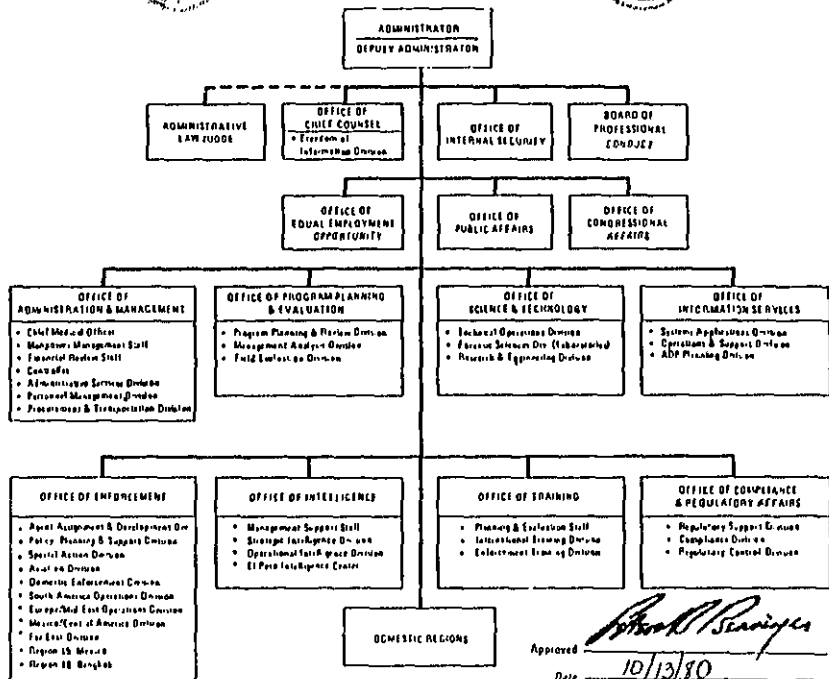 ADMINISTRATOR
DEPUTY ADMINISTRATOR
ADMINISTRATIVE
LAW JUDGE
OFFICE OF
CHIEF COUNSEL
• Freedom of
Information Division
OFFICE OF
INTERNAL SECURITY
BOARD OF
PROFESSIONAL
CONDUCT
OFFICE OF
EQUAL EMPLOYMENT
OPPORTUNITY
OFFICE OF
PUBLIC AFFAIRS
OFFICE OF
CONGRESSIONAL
AFFAIRS
OFFICE OF
ADMINISTRATION & MANAGEMENT
• Chief Medical Officer
• Manpower Management Staff
• Financial Review Staff
• Controller
• Administrative Services Division
• Personnel Management Division
• Procurement & Transportation Division
OFFICE OF PROGRAM PLANNING
& EVALUATION
• Program Planning & Review Division
• Management Analysis Division
• Field Evaluation Division
OFFICE OF
SCIENCE & TECHNOLOGY
• Technical Operations Division
• Forensic Sciences Div (Laboratories)
• Research & Engineering Division
OFFICE OF
INFORMATION SERVICES
• Systems Applications Division
• Operations & Support Division
• ADP Planning Division
OFFICE OF ENFORCEMENT
• Agent Assignment & Development Div
• Policy, Planning & Support Division
• Special Action Division
• Aviation Division
• Domestic Enforcement Division
• South America Operations Division
• Europe/Mid East Operations Division
• Mexico/Central America Division
• Far East Division
• Region 15 Mexico
• Region 18 Bangkok
OFFICE OF INTELLIGENCE
• Management Support Staff
• Strategic Intelligence Division
• Operational Intelligence Division
• El Paso Intelligence Center
OFFICE OF TRAINING
• Planning & Evaluation Staff
• International Training Division
• Enforcement Training Division
OFFICE OF COMPLIANCE
& REGULATORY AFFAIRS
• Regulatory Support Division
• Compliance Division
• Regulatory Control Division
DOMESTIC REGIONS
Approved
Date 10/13/80